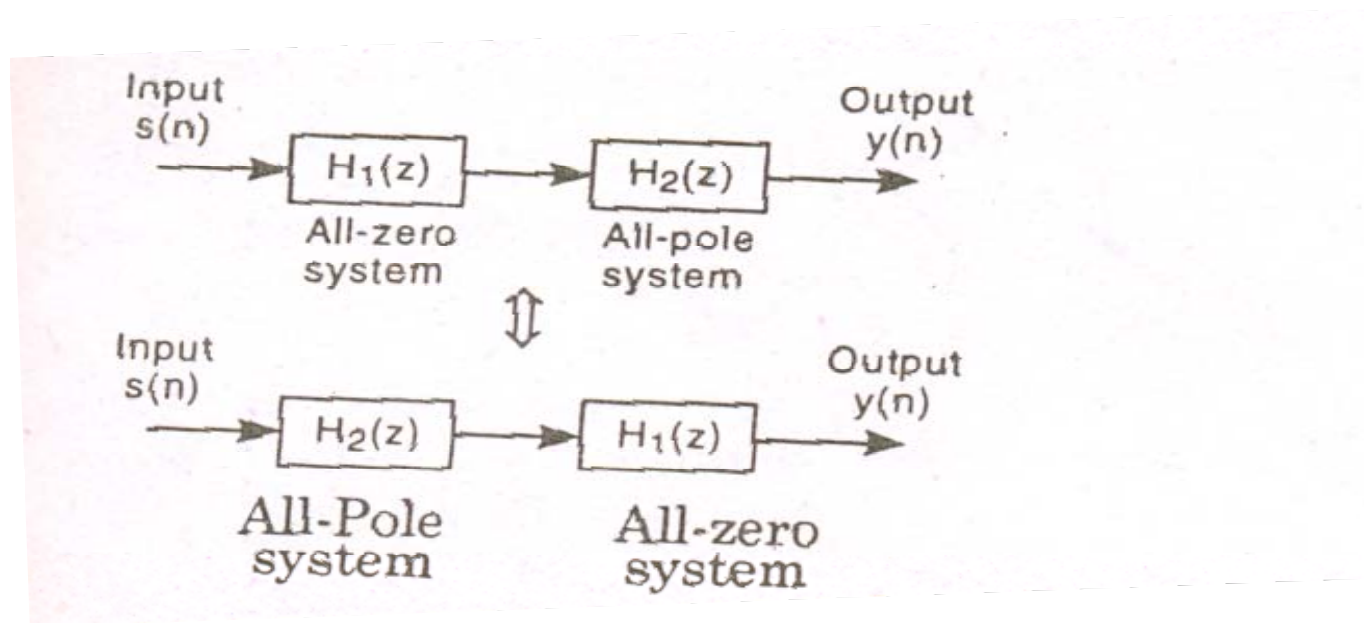 Input
s(n)
Output
y(n)
H₁(z)
H₂(z)
All-zero
system
All-pole
system
Input
s(n)
Output
y(n)
H₂(z)
H₁(z)
All-Pole
system
All-zero
system